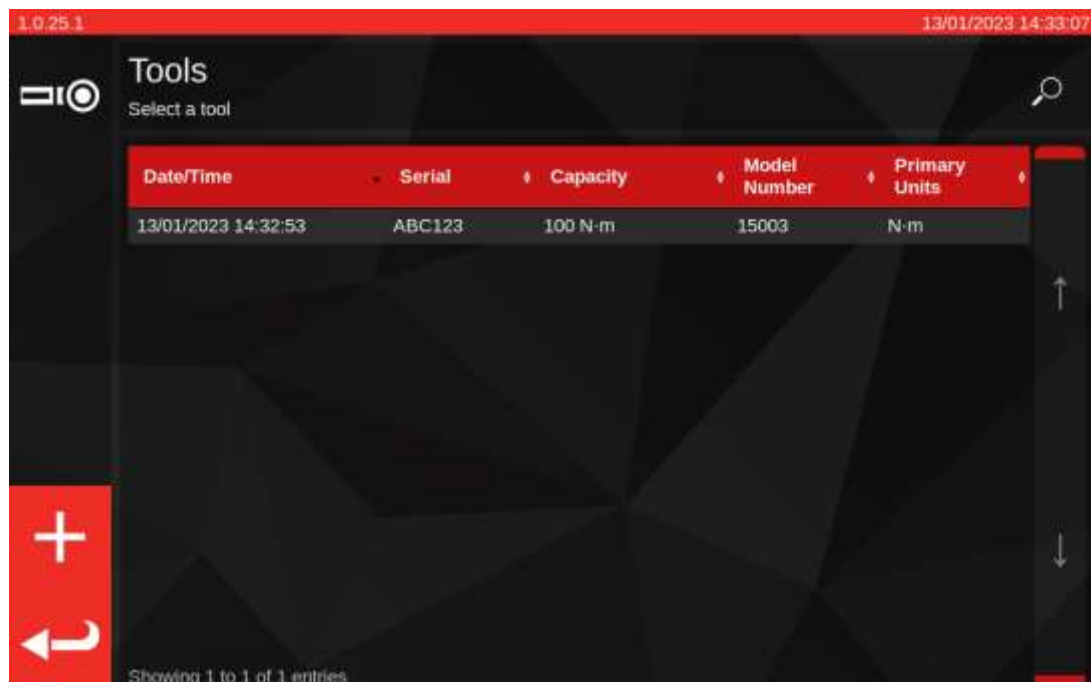 1.0.25.1 13/01/2023 14:33:07
Tools
Select a tool
Date/Time Serial Capacity Model Number Primary Units
13/01/2023 14:32:53 ABC123 100 N·m 15003 N·m
Showing 1 to 1 of 1 entries